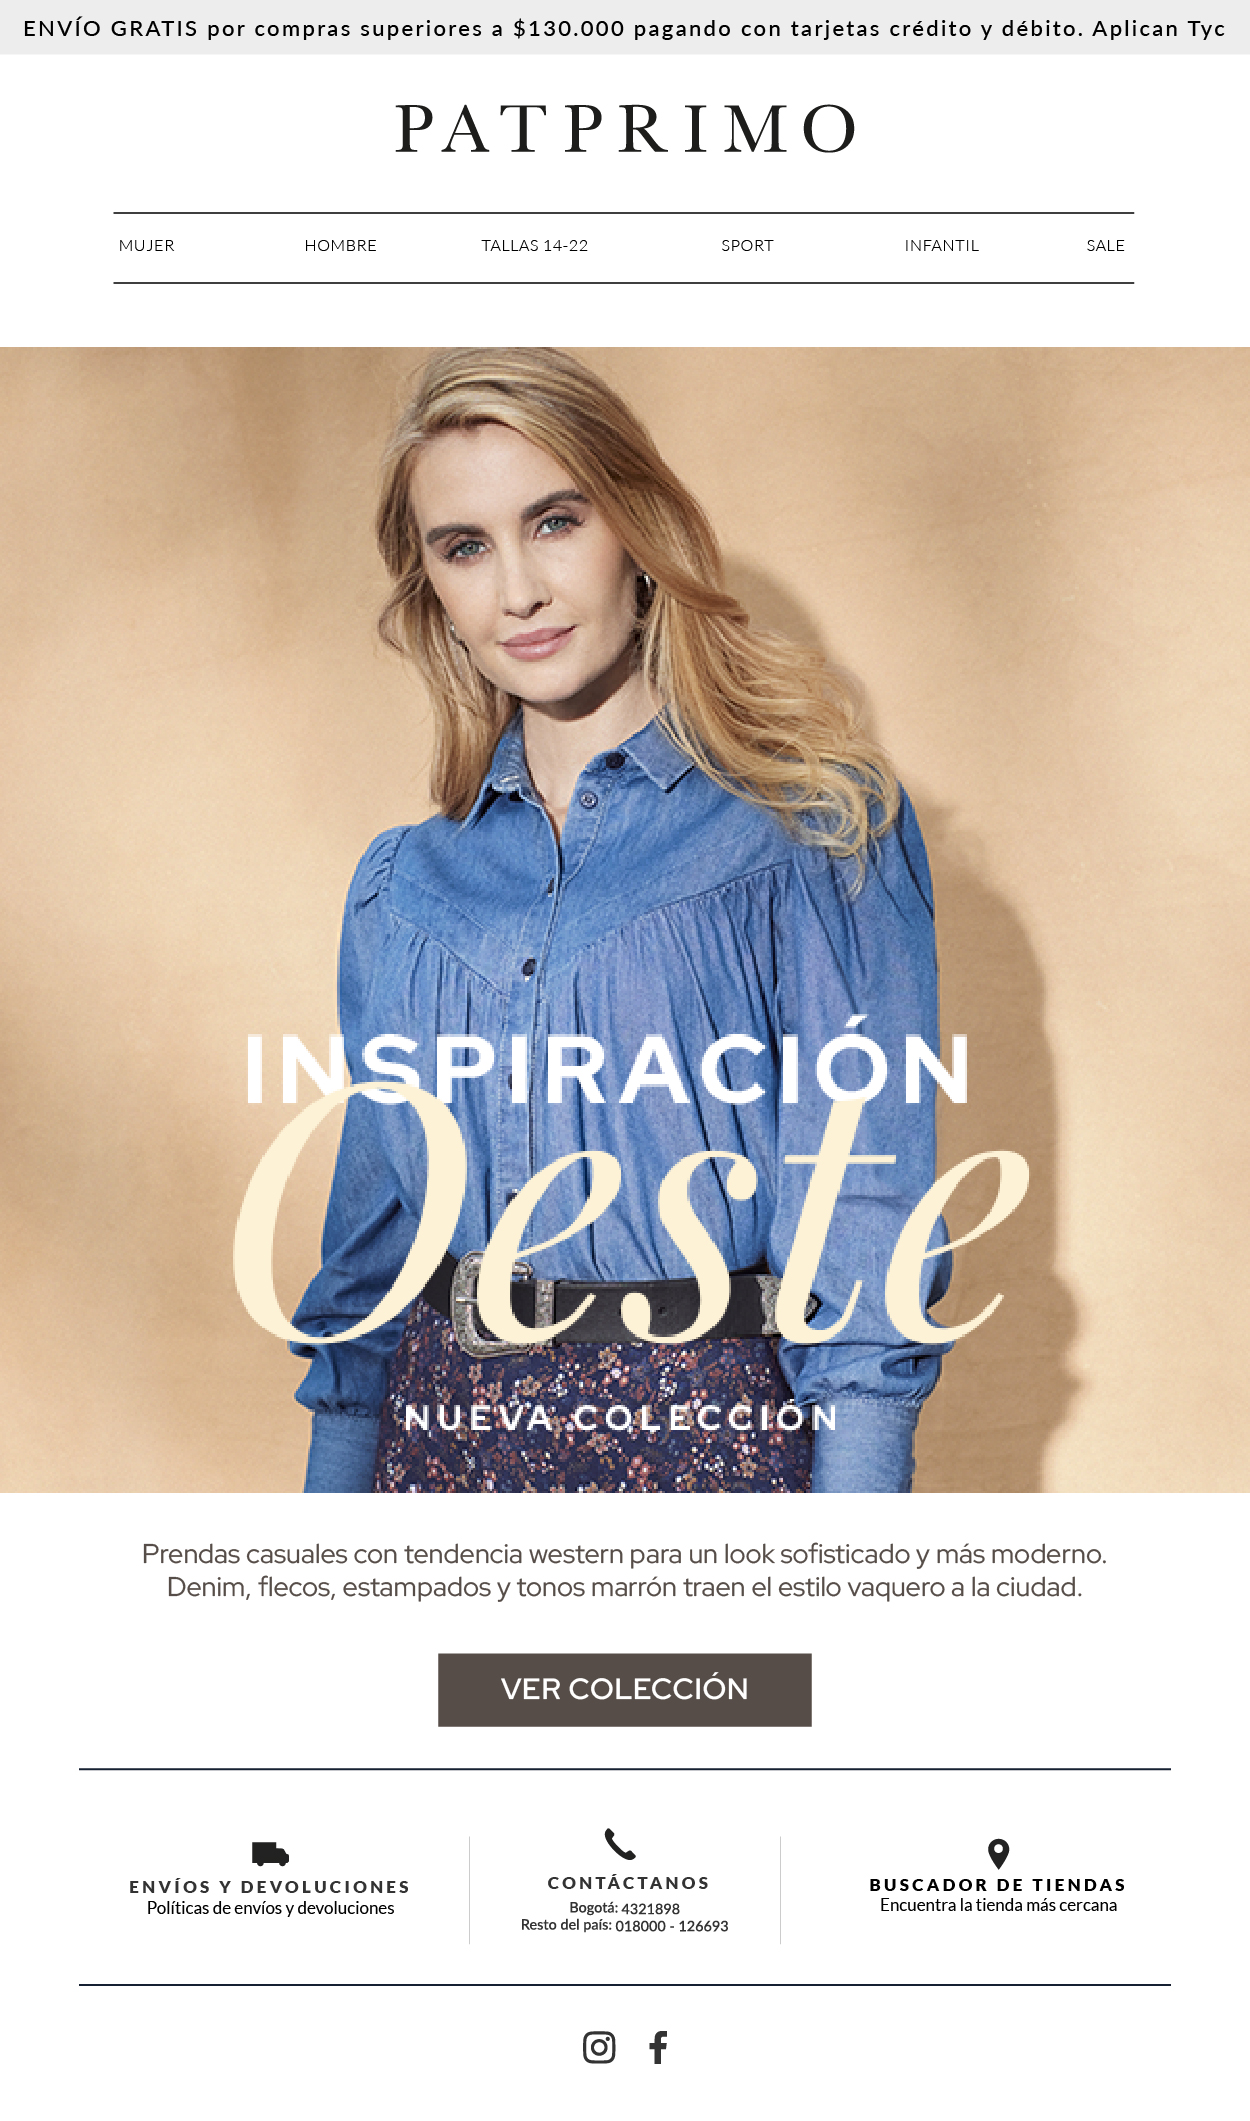 ENVÍO GRATIS por compras superiores a $130.000 pagando con tarjetas crédito y débito. Aplican Tyc
PATPRIMO
MUJER HOMBRE TALLAS 14-22 SPORT INFANTIL SALE
INSPIRACIÓN
Oeste
NUEVA COLECCIÓN
Prendas casuales con tendencia western para un look sofisticado y más moderno.
Denim, flecos, estampados y tonos marrón traen el estilo vaquero a la ciudad.
VER COLECCIÓN
ENVÍOS Y DEVOLUCIONES
Políticas de envíos y devoluciones
CONTÁCTANOS
Bogotá: 4321898
Resto del país: 018000 - 126693
BUSCADOR DE TIENDAS
Encuentra la tienda más cercana